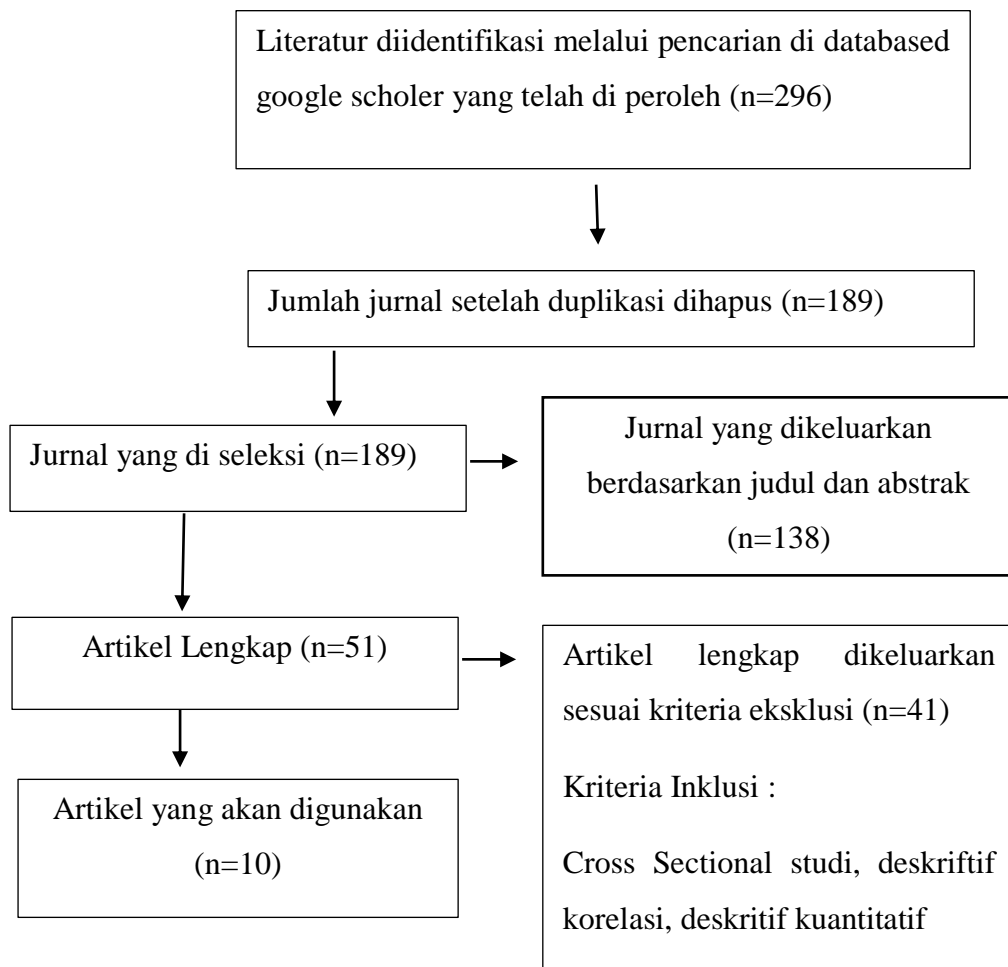 Literatur diidentifikasi melalui pencarian di databased
google scholer yang telah di peroleh (n=296)
Jumlah jurnal setelah duplikasi dihapus (n=189)
Jurnal yang di seleksi (n=189)
Jurnal yang dikeluarkan
berdasarkan judul dan abstrak
(n=138)
Artikel Lengkap (n=51)
Artikel lengkap dikeluarkan
sesuai kriteria eksklusi (n=41)
Kriteria Inklusi :
Cross Sectional studi, deskriftif
korelasi, deskritif kuantitatif
Artikel yang akan digunakan
(n=10)